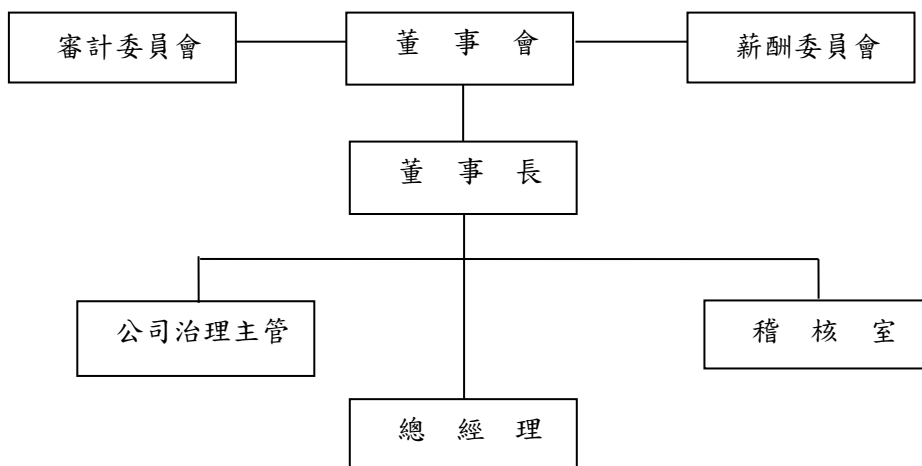 審計委員會
董 事 會
薪酬委員會
董 事 長
公司治理主管
稽 核 室
總 經 理